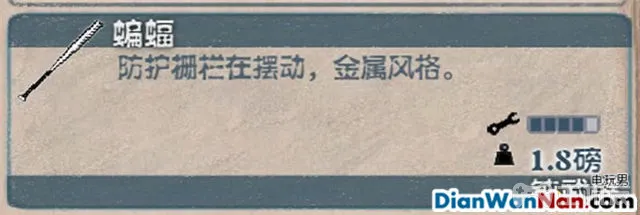 蝙蝠
防护栅栏在摆动，金属风格。
1.8磅
电玩男
DianWanNan.com